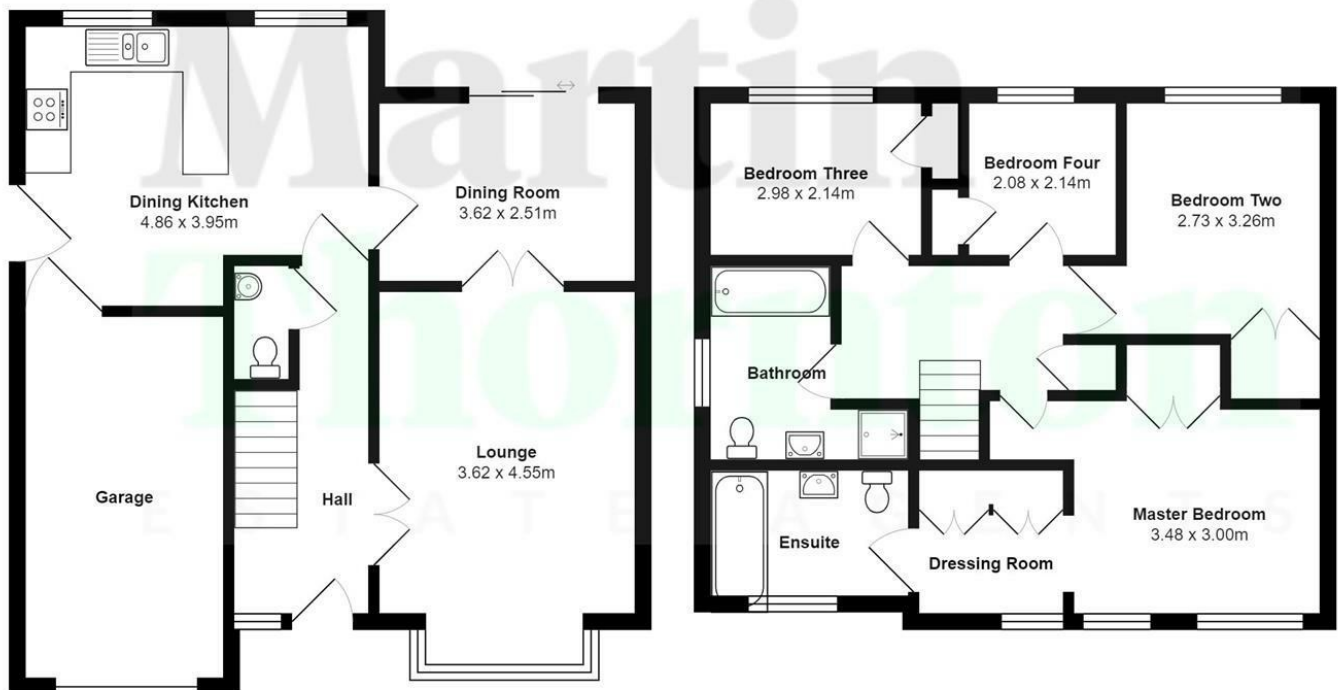 Martin
Thornton
ESTATE AGENTS
Dining Kitchen
4.86 x 3.95m
Dining Room
3.62 x 2.51m
Lounge
3.62 x 4.55m
Garage
Hall
Bedroom Three
2.98 x 2.14m
Bedroom Four
2.08 x 2.14m
Bedroom Two
2.73 x 3.26m
Bathroom
Master Bedroom
3.48 x 3.00m
Ensuite
Dressing Room